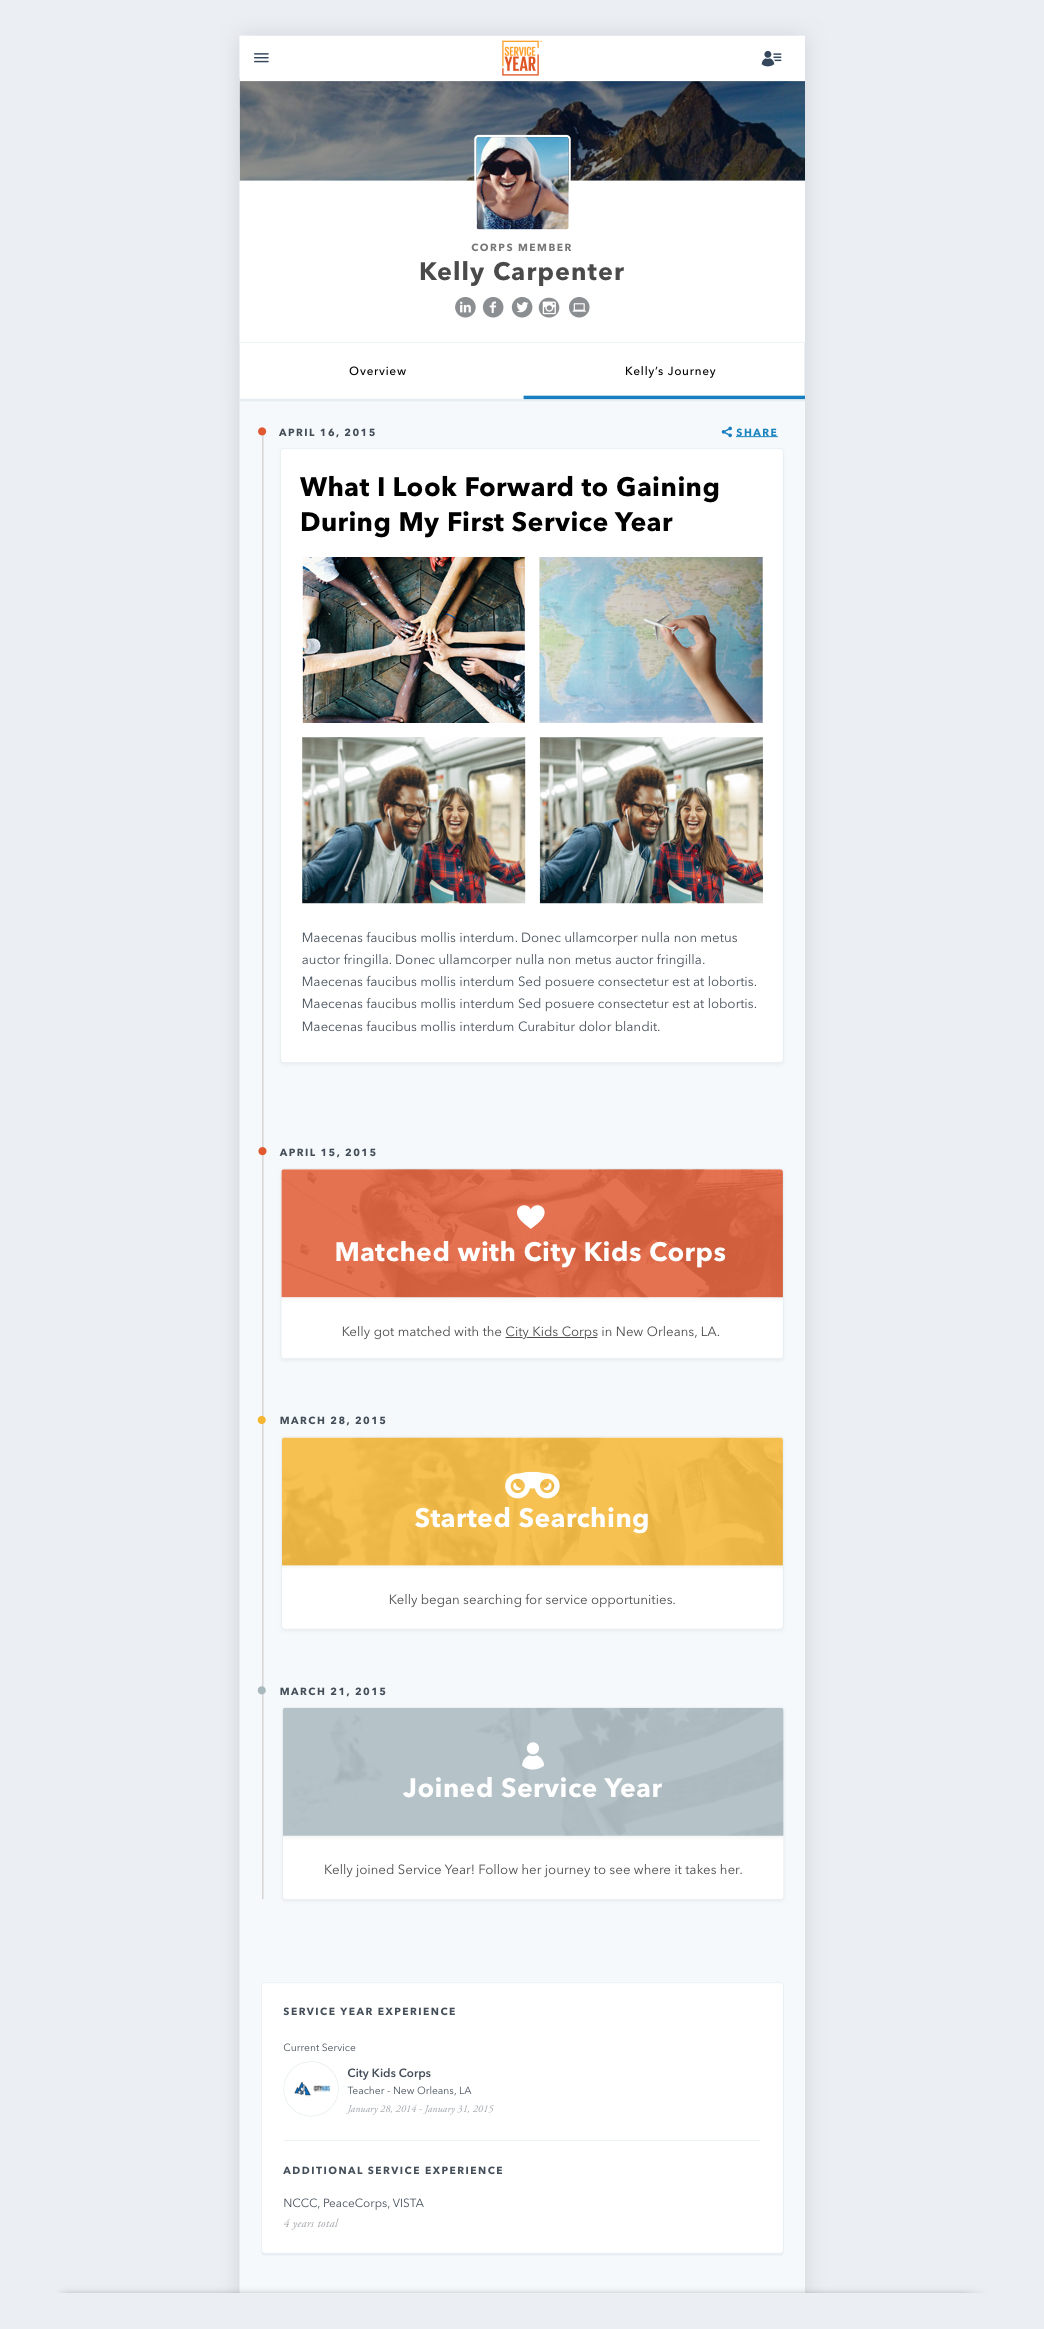 SERVICE
YEAR
CORPS MEMBER
Kelly Carpenter
Overview
Kelly's Journey
APRIL 16, 2015
SHARE
What I Look Forward to Gaining
During My First Service Year
Maecenas faucibus mollis interdum. Donec ullamcorper nulla non metus
auctor fringilla. Donec ullamcorper nulla non metus auctor fringilla.
Maecenas faucibus mollis interdum Sed posuere consectetur est at lobortis.
Maecenas faucibus mollis interdum Sed posuere consectetur est at lobortis.
Maecenas faucibus mollis interdum Curabitur dolor blandit.
APRIL 15, 2015
Matched with City Kids Corps
Kelly got matched with the City Kids Corps in New Orleans, LA.
MARCH 28, 2015
Started Searching
Kelly began searching for service opportunities.
MARCH 21, 2015
Joined Service Year
Kelly joined Service Year! Follow her journey to see where it takes her.
SERVICE YEAR EXPERIENCE
Current Service
City Kids Corps
Teacher - New Orleans, LA
January 28, 2014 - January 31, 2015
ADDITIONAL SERVICE EXPERIENCE
NCCC, PeaceCorps, VISTA
4 years total